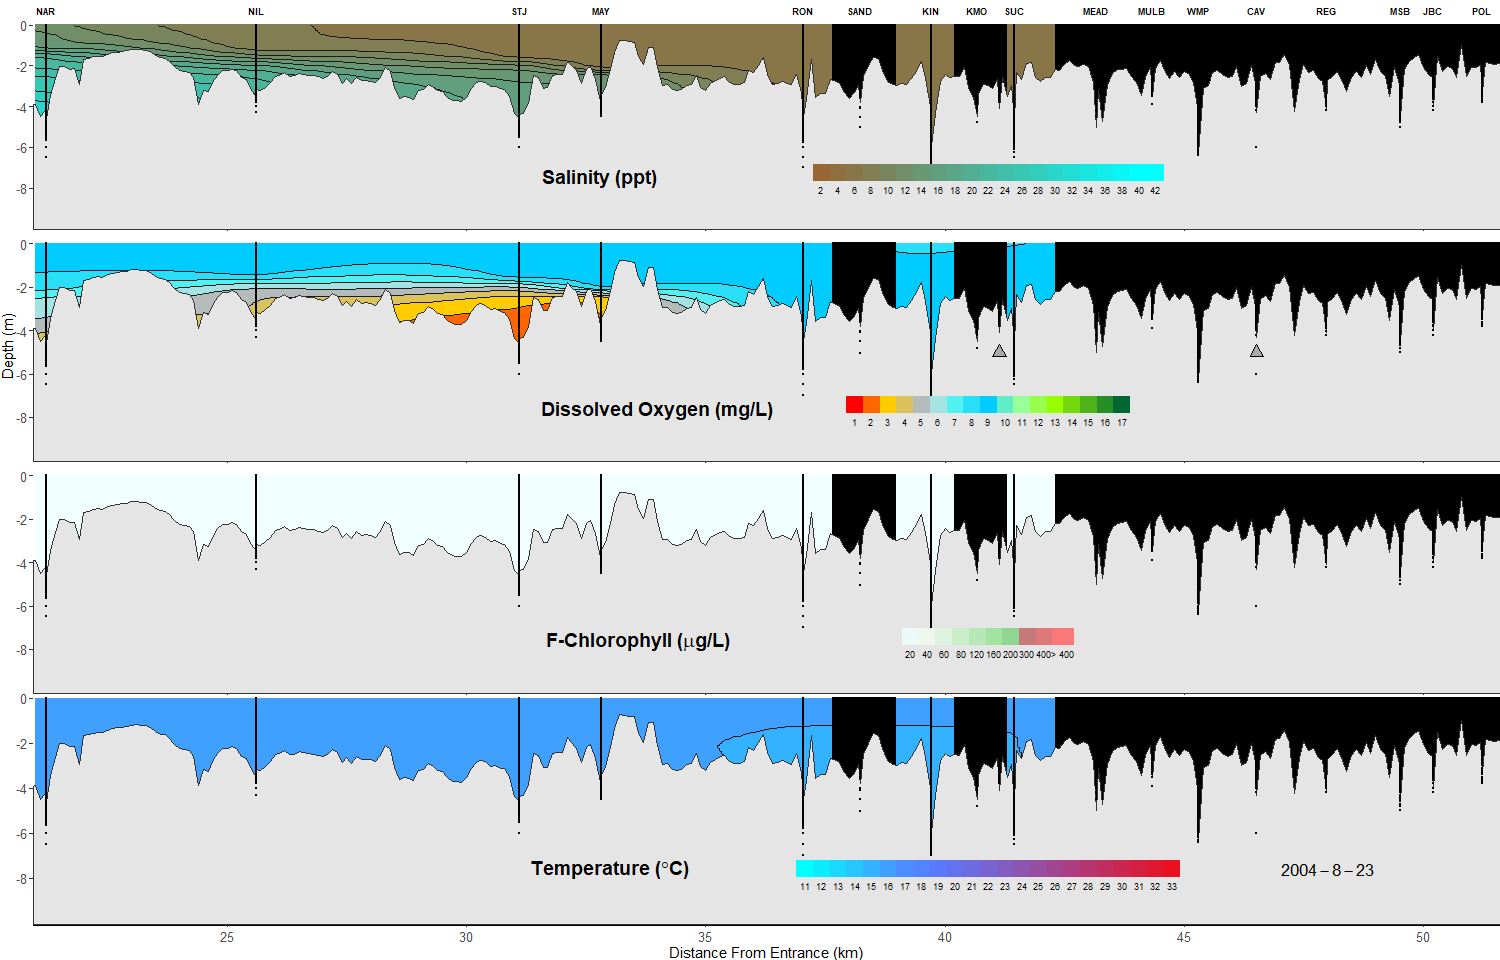 NAR NIL STJ MAY RON SAND KIN KMO SUC MEAD MULB WMP CAV REG MSB JBC POL
0
-2
-4
-6
-8
Salinity (ppt)
2 4 6 8 10 12 14 16 18 20 22 24 26 28 30 32 34 36 38 40 42
0
-2
-4
-6
-8
Depth (m)
Dissolved Oxygen (mg/L)
1 2 3 4 5 6 7 8 9 10 11 12 13 14 15 16 17
0
-2
-4
-6
-8
F-Chlorophyll (μg/L)
20 40 60 80 120 160 200 300 400> 400
0
-2
-4
-6
-8
Temperature (°C)
11 12 13 14 15 16 17 18 19 20 21 22 23 24 25 26 27 28 29 30 31 32 33
2004–8–23
25 30 35 40 45 50
Distance From Entrance (km)